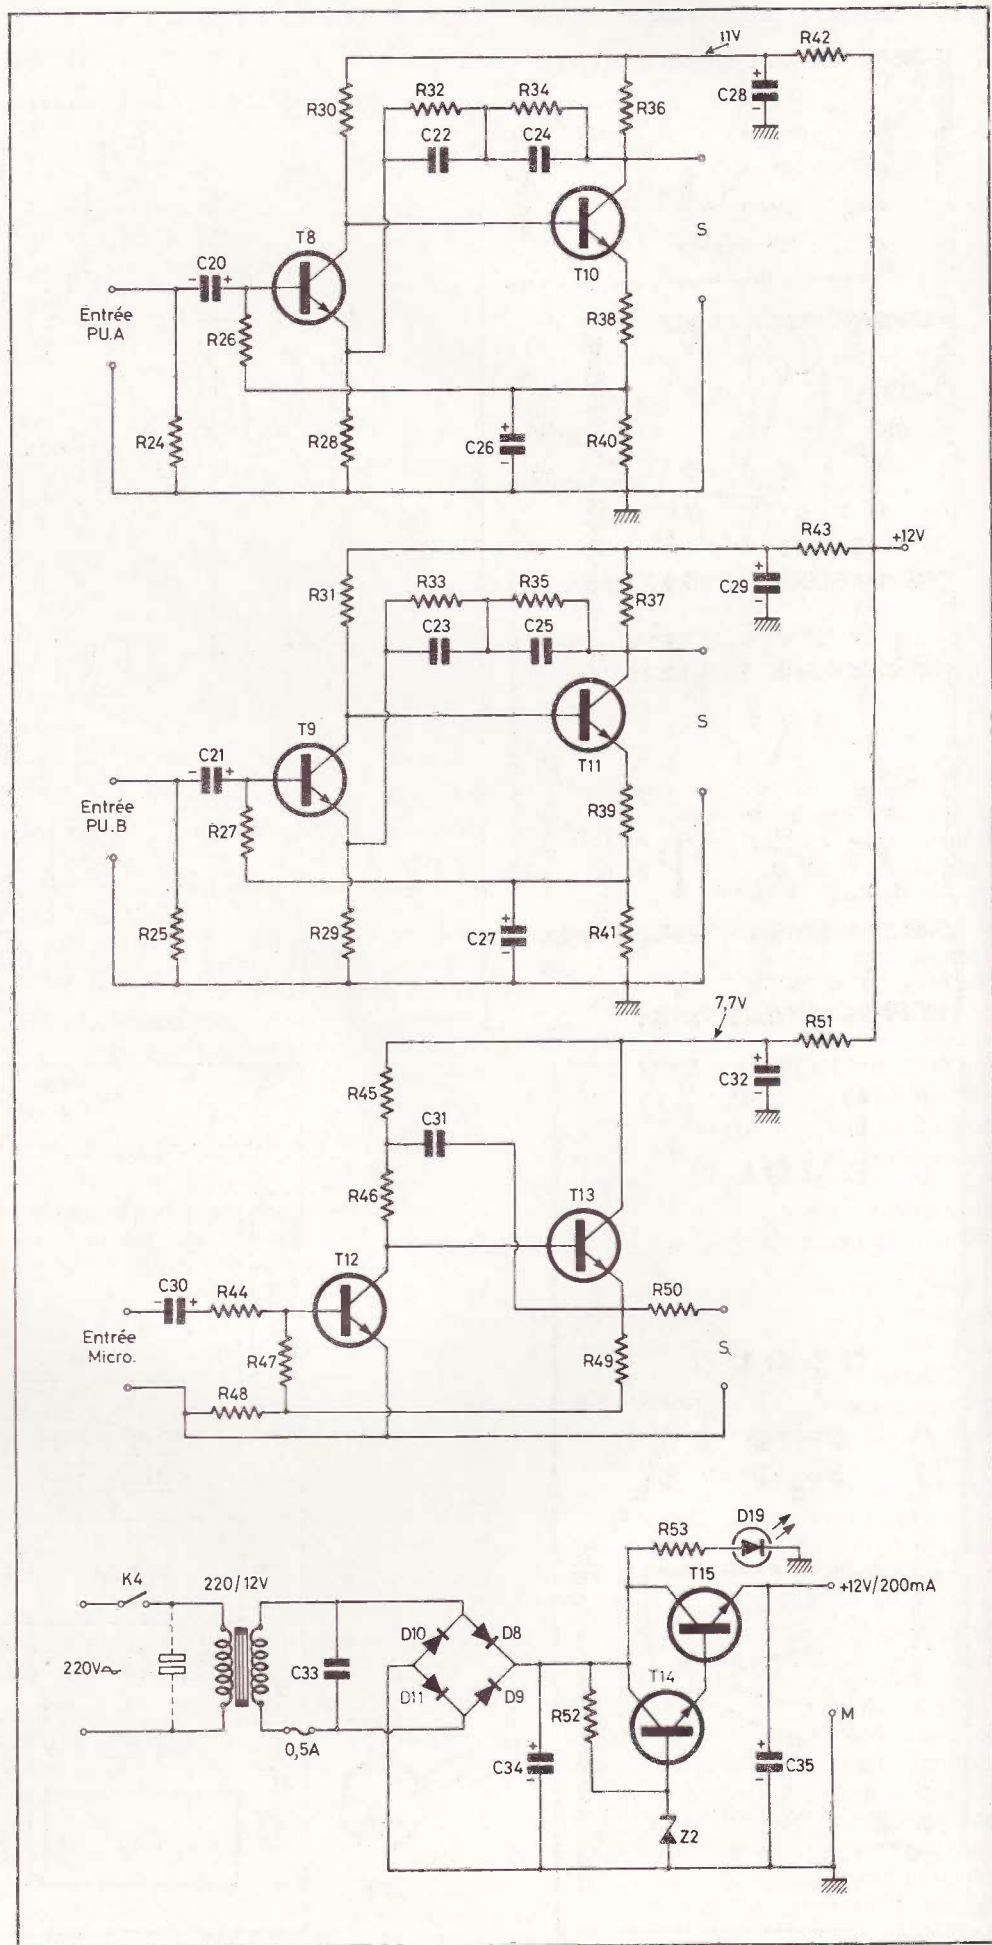 11V
R42
R30
R32
R34
R36
C28
+
-
C22
C24
T8
T10
S
C20
-
+
Entrée
PU.A
R26
R38
R24
R28
C26
+
-
R40
R43
+12V
R31
R33
R35
R37
C29
+
-
C23
C25
T9
T11
S
C21
-
+
Entrée
PU.B
R27
R39
R25
R29
C27
+
-
R41
7,7V
R51
R45
C31
C32
+
-
R46
T13
T12
C30
-
+
R44
R50
Entrée
Micro.
R47
R49
S
R48
R53
D19
K4
220/12V
T15
+12V/200mA
220V~
C33
D10
D8
D11
D9
T14
R52
M
0,5A
C34
+
-
C35
+
-
Z2